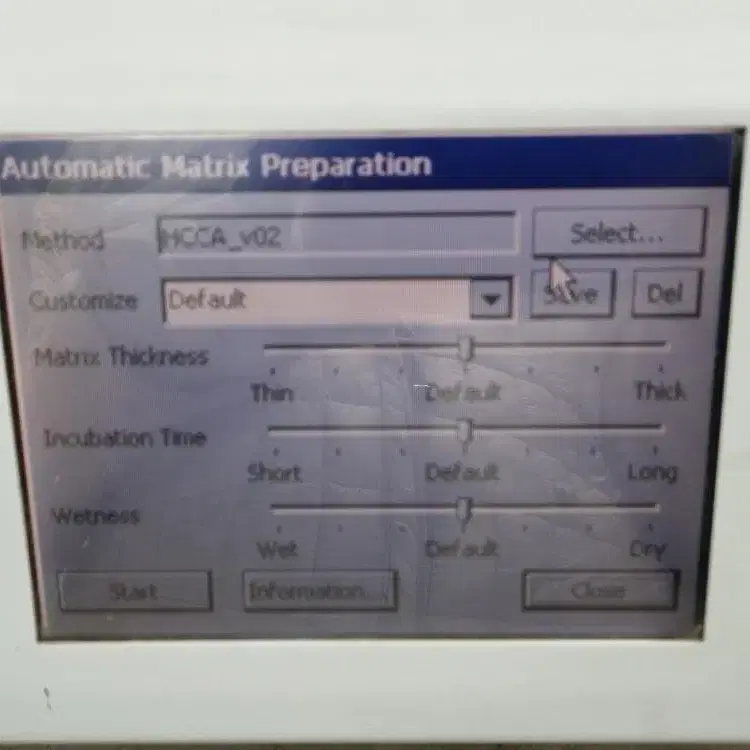 Automatic Matrix Preparation
Method HCCA_v02 Select...
Customize Default Save Del
Matrix Thickness
Thin Default Thick
Incubation Time
Short Default Long
Wetness
Wet Default Dry
Start Information... Close